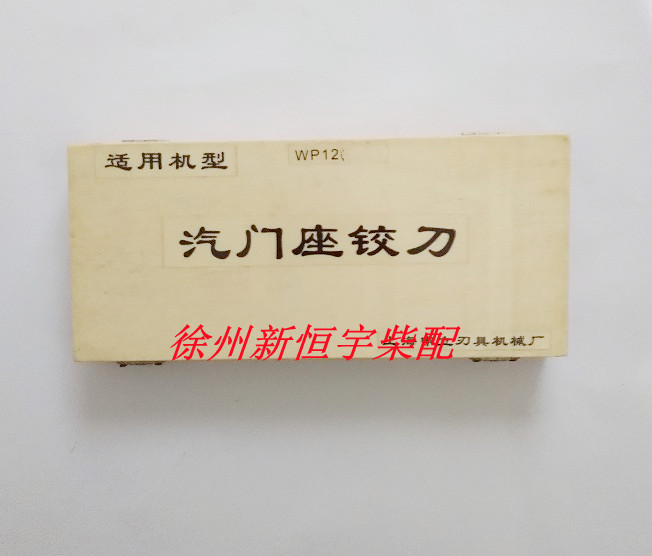 适用机型
WP12
汽门座铰刀
徐州新恒宇柴配
刃具机械厂